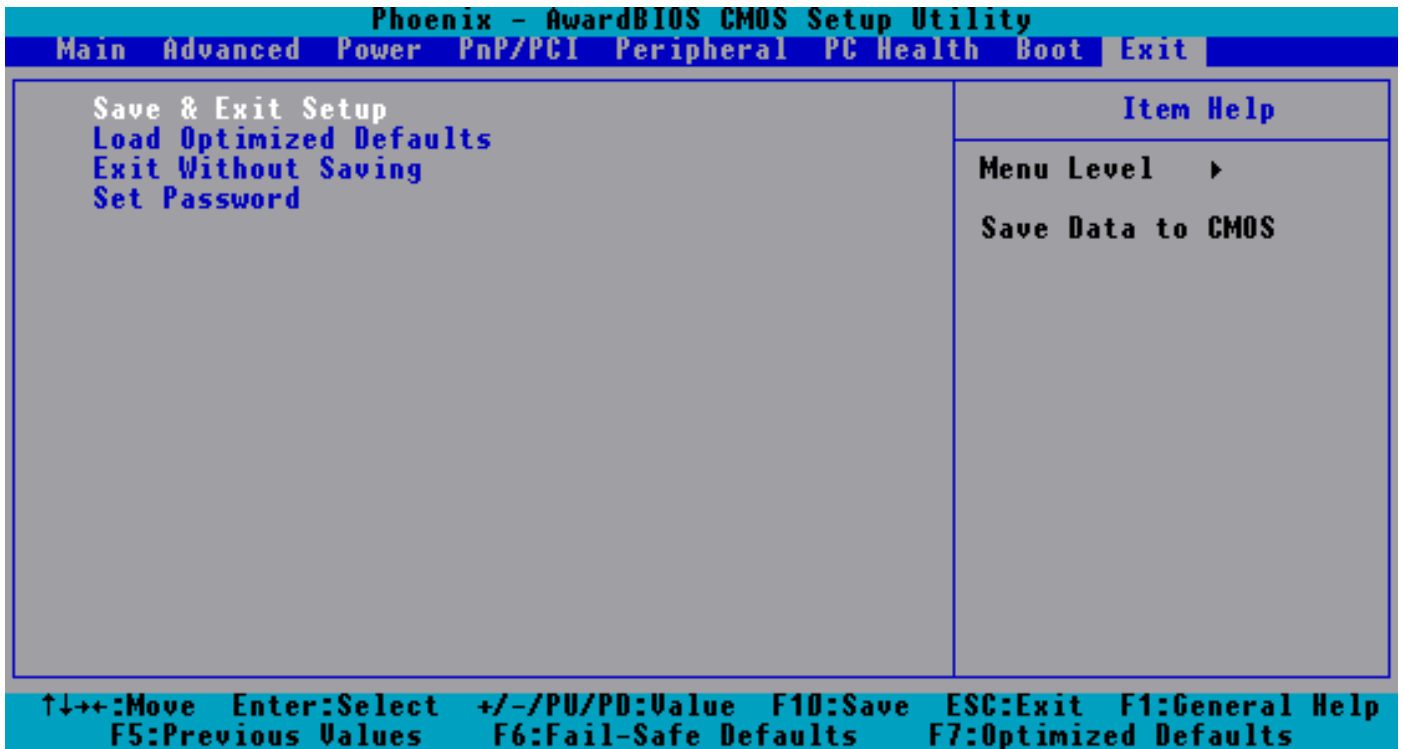 Phoenix - AwardBIOS CMOS Setup Utility
Main Advanced Power PnP/PCI Peripheral PC Health Boot Exit
Save & Exit Setup
Load Optimized Defaults
Exit Without Saving
Set Password
Item Help
Menu Level ▸
Save Data to CMOS
↑↓→←:Move Enter:Select +/-/PU/PD:Value F10:Save ESC:Exit F1:General Help
F5:Previous Values F6:Fail-Safe Defaults F7:Optimized Defaults